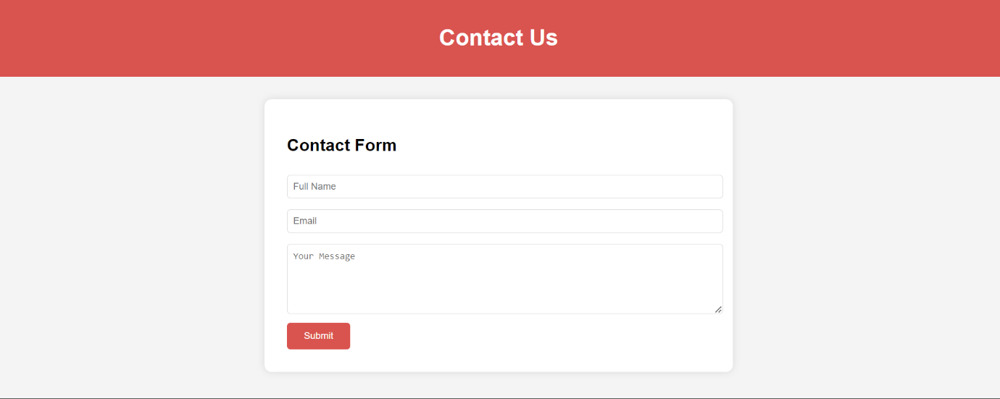 Contact Us
Contact Form
Full Name
Email
Your Message
Submit